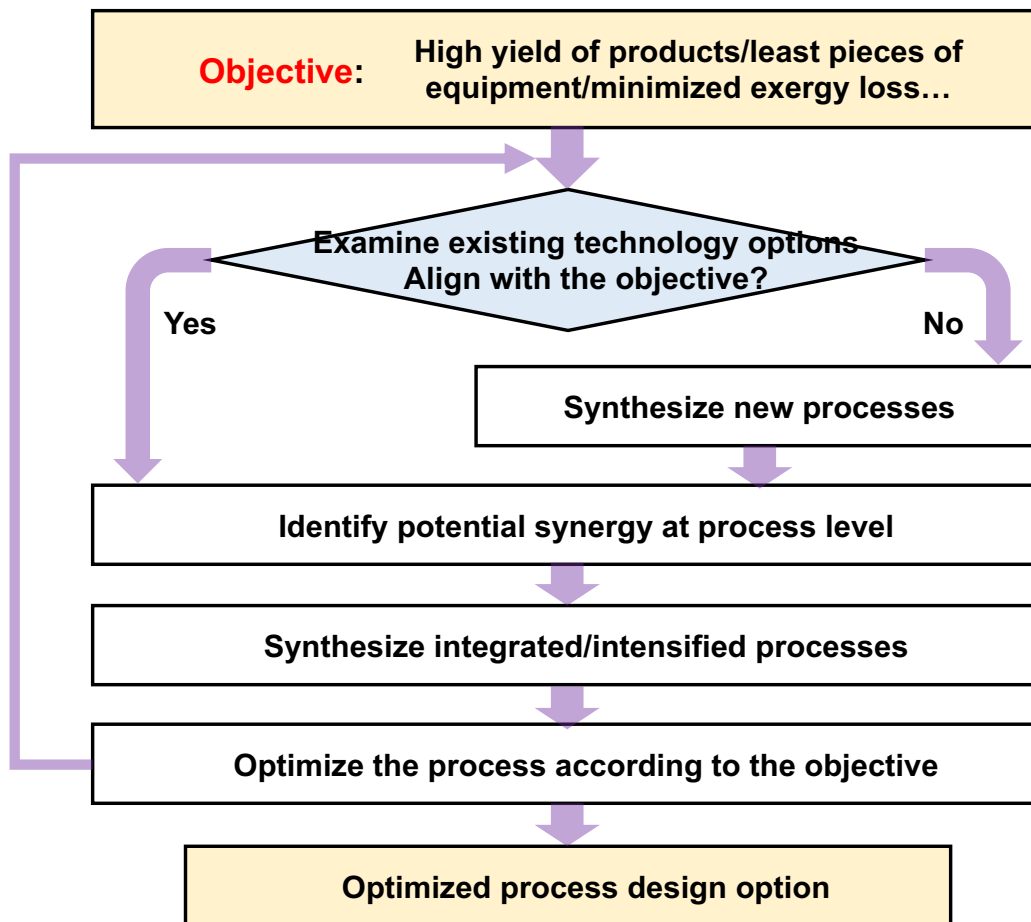 Objective: High yield of products/least pieces of
equipment/minimized exergy loss…
Examine existing technology options
Align with the objective?
Yes
No
Synthesize new processes
Identify potential synergy at process level
Synthesize integrated/intensified processes
Optimize the process according to the objective
Optimized process design option